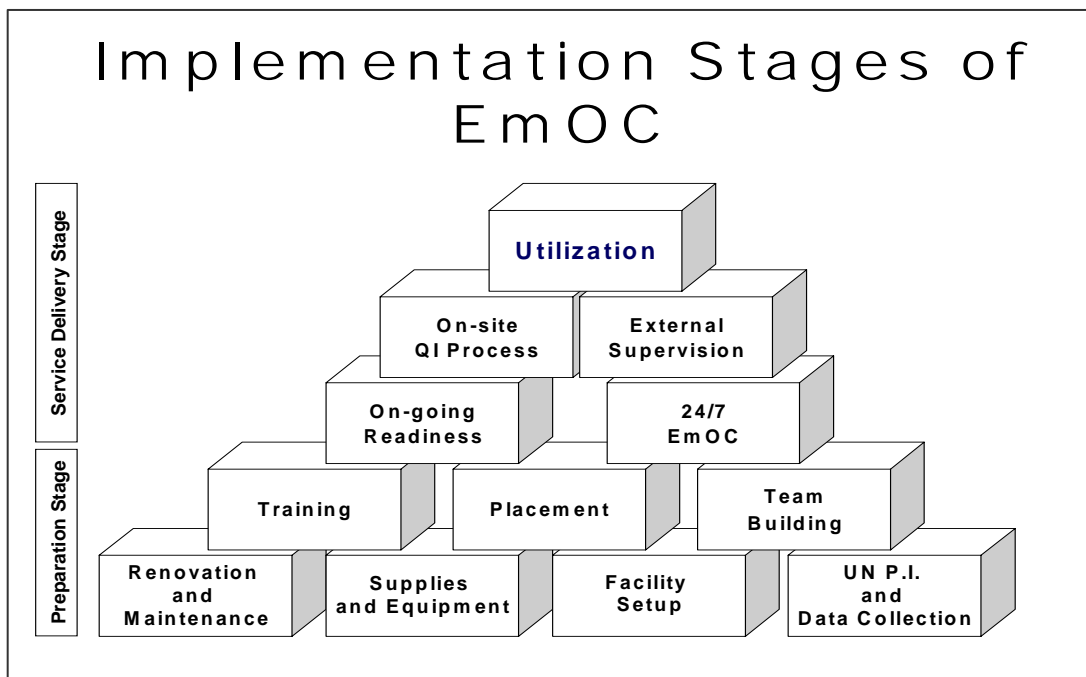 Implementation Stages of
EmOC
Service Delivery Stage
Preparation Stage
Utilization
On-site
QI Process
External
Supervision
On-going
Readiness
24/7
EmOC
Training
Placement
Team
Building
Renovation
and
Maintenance
Supplies
and Equipment
Facility
Setup
UN P.I.
and
Data Collection